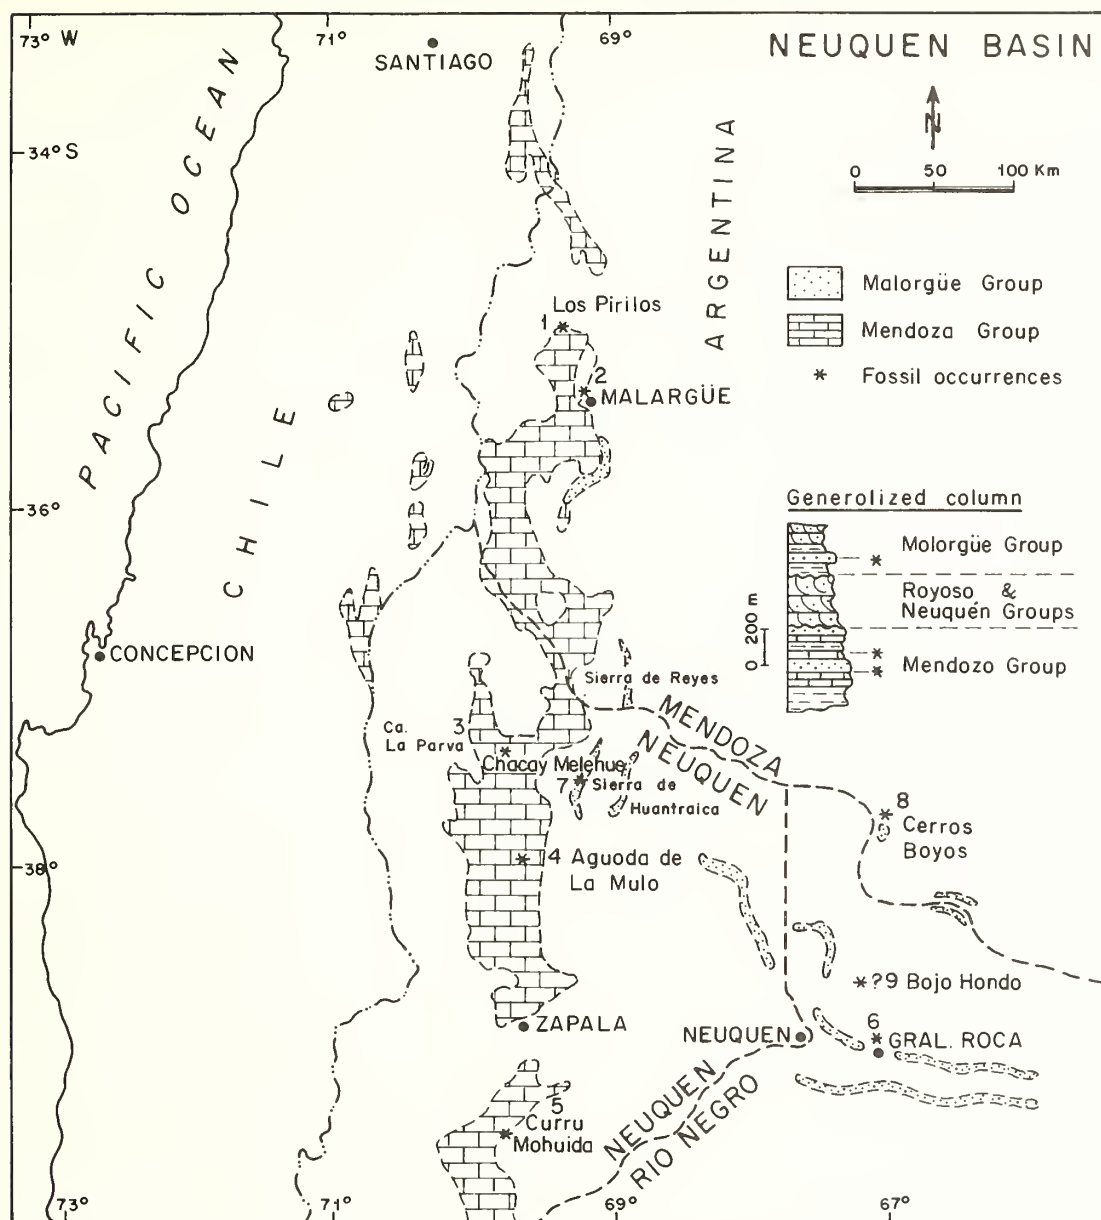 73° W
71°
69°
NEUQUEN BASIN
SANTIAGO
N
34°S
0 50 100 Km
PACIFIC OCEAN
ARGENTINA
CHILE
Malorgüe Group
Mendoza Group
* Fossil occurrences
Los Pirilos
1
2
MALARGÜE
36°
Generolized column
Molorgüe Group
Royoso &
Neuquén Groups
Mendozo Group
0 200 m
CONCEPCION
Sierra de Reyes
MENDOZA
NEUQUEN
3
Ca.
La Parva
Chacay Melehue
7
Sierra de
Huantraica
8
Cerros
Boyos
38°
4 Aguoda de
La Mulo
?9 Bojo Hondo
ZAPALA
NEUQUEN
6
GRAL. ROCA
5
Curru
Mohuida
NEUQUEN
RIO NEGRO
73°
71°
69°
67°